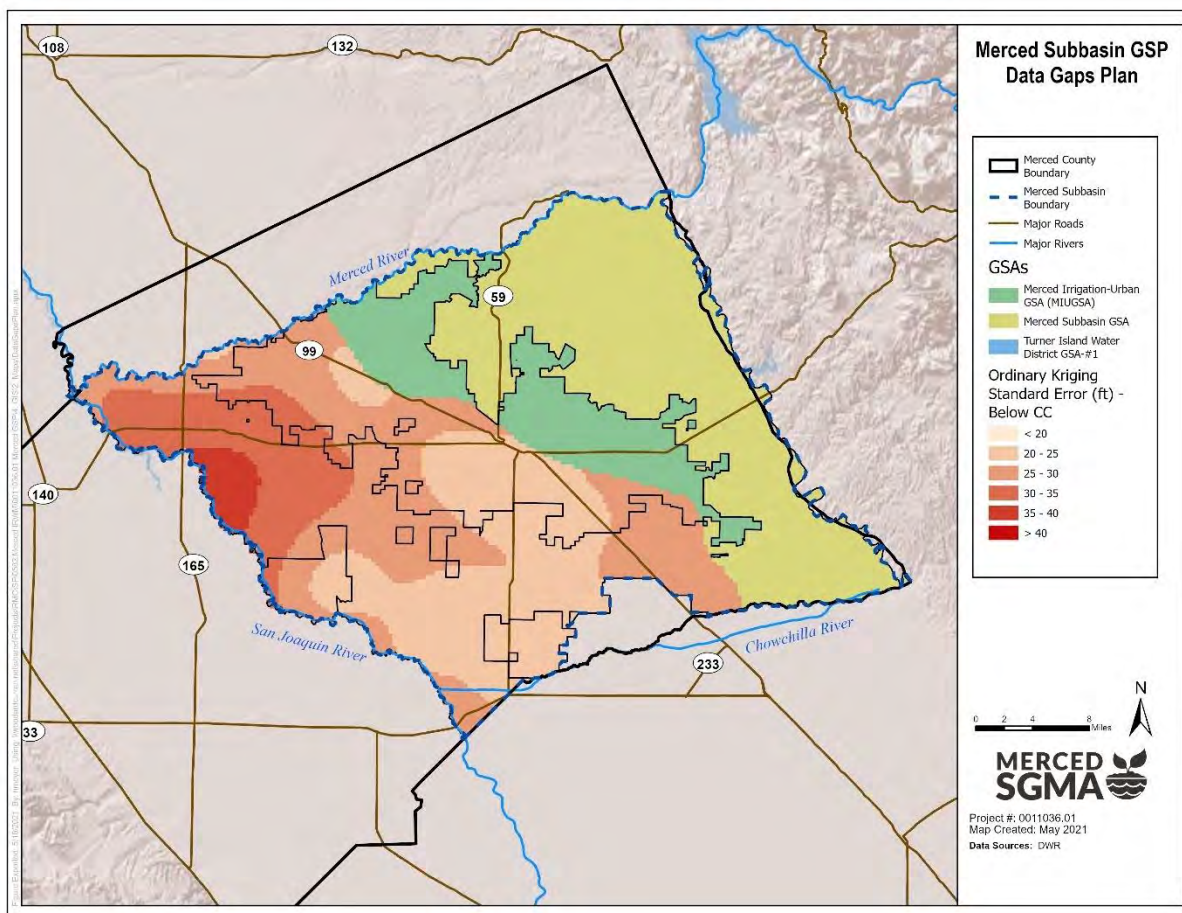 108
132
Merced River
59
99
140
165
San Joaquin River
Chowchilla River
233
33
Merced Subbasin GSP
Data Gaps Plan
Merced County
Boundary
Merced Subbasin
Boundary
Major Roads
Major Rivers
GSAs
Merced Irrigation-Urban
GSA (MIUGSA)
Merced Subbasin GSA
Turner Island Water
District GSA-#1
Ordinary Kriging
Standard Error (ft) -
Below CC
< 20
20 - 25
25 - 30
30 - 35
35 - 40
> 40
N
0 2 4 8
Miles
MERCED
SGMA
Project #: 0011036.01
Map Created: May 2021
Data Sources: DWR